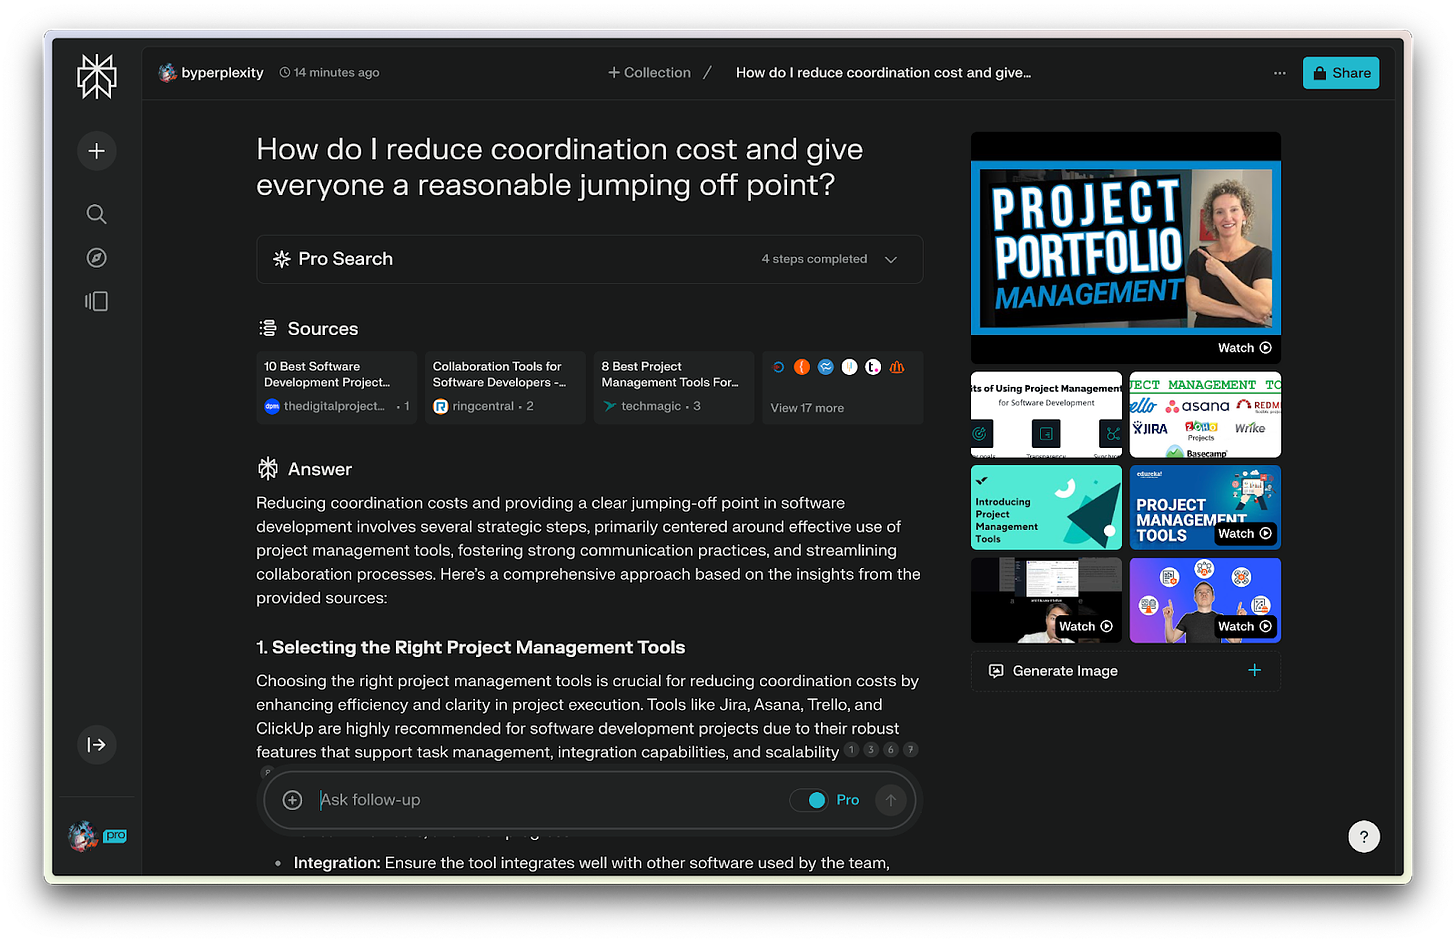 byperplexity
14 minutes ago
+ Collection / How do I reduce coordination cost and give...
Share
How do I reduce coordination cost and give
everyone a reasonable jumping off point?
Pro Search
4 steps completed
Sources
10 Best Software
Development Project...
thedigitalproject... · 1
Collaboration Tools for
Software Developers -...
ringcentral · 2
8 Best Project
Management Tools For...
techmagic · 3
View 17 more
Answer
Reducing coordination costs and providing a clear jumping-off point in software
development involves several strategic steps, primarily centered around effective use of
project management tools, fostering strong communication practices, and streamlining
collaboration processes. Here's a comprehensive approach based on the insights from the
provided sources:
1. Selecting the Right Project Management Tools
Choosing the right project management tools is crucial for reducing coordination costs by
enhancing efficiency and clarity in project execution. Tools like Jira, Asana, Trello, and
ClickUp are highly recommended for software development projects due to their robust
features that support task management, integration capabilities, and scalability 1 3 6 7
Ask follow-up
Pro
• Integration: Ensure the tool integrates well with other software used by the team,
pro
PROJECT
PORTFOLIO
MANAGEMENT
Watch
its of Using Project Management
for Software Development
Transparency
JECT MANAGEMENT TO
ello
asana
REDM
JIRA
ZOHO
Projects
Wrike
Basecamp
Introducing
Project
Management
Tools
edureka!
PROJECT
MANAGEMENT
TOOLS
Watch
Watch
Watch
Generate Image
+
?